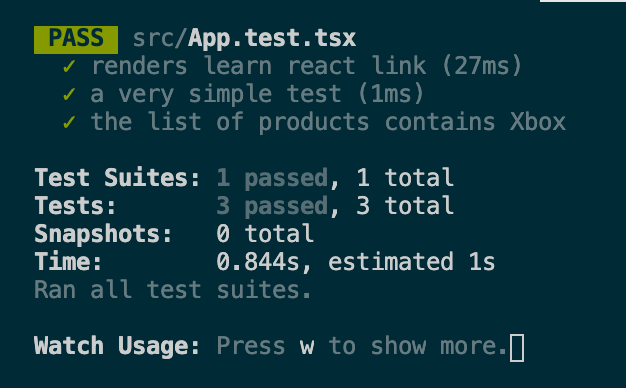 PASS src/App.test.tsx
✓ renders learn react link (27ms)
✓ a very simple test (1ms)
✓ the list of products contains Xbox
Test Suites: 1 passed, 1 total
Tests: 3 passed, 3 total
Snapshots: 0 total
Time: 0.844s, estimated 1s
Ran all test suites.
Watch Usage: Press w to show more.